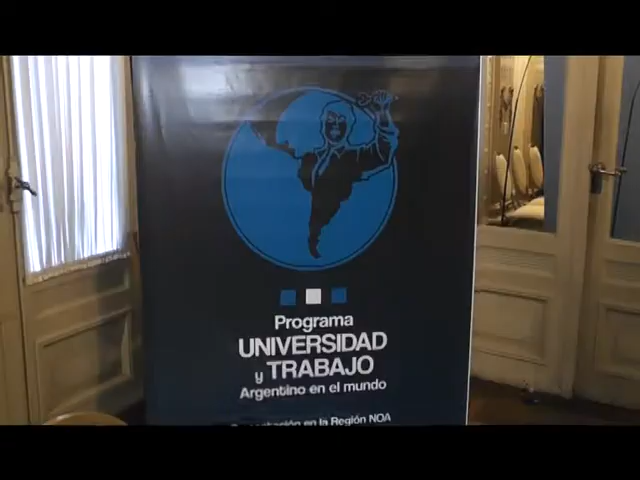 Programa
UNIVERSIDAD
y TRABAJO
Argentino en el mundo
en la Región NOA